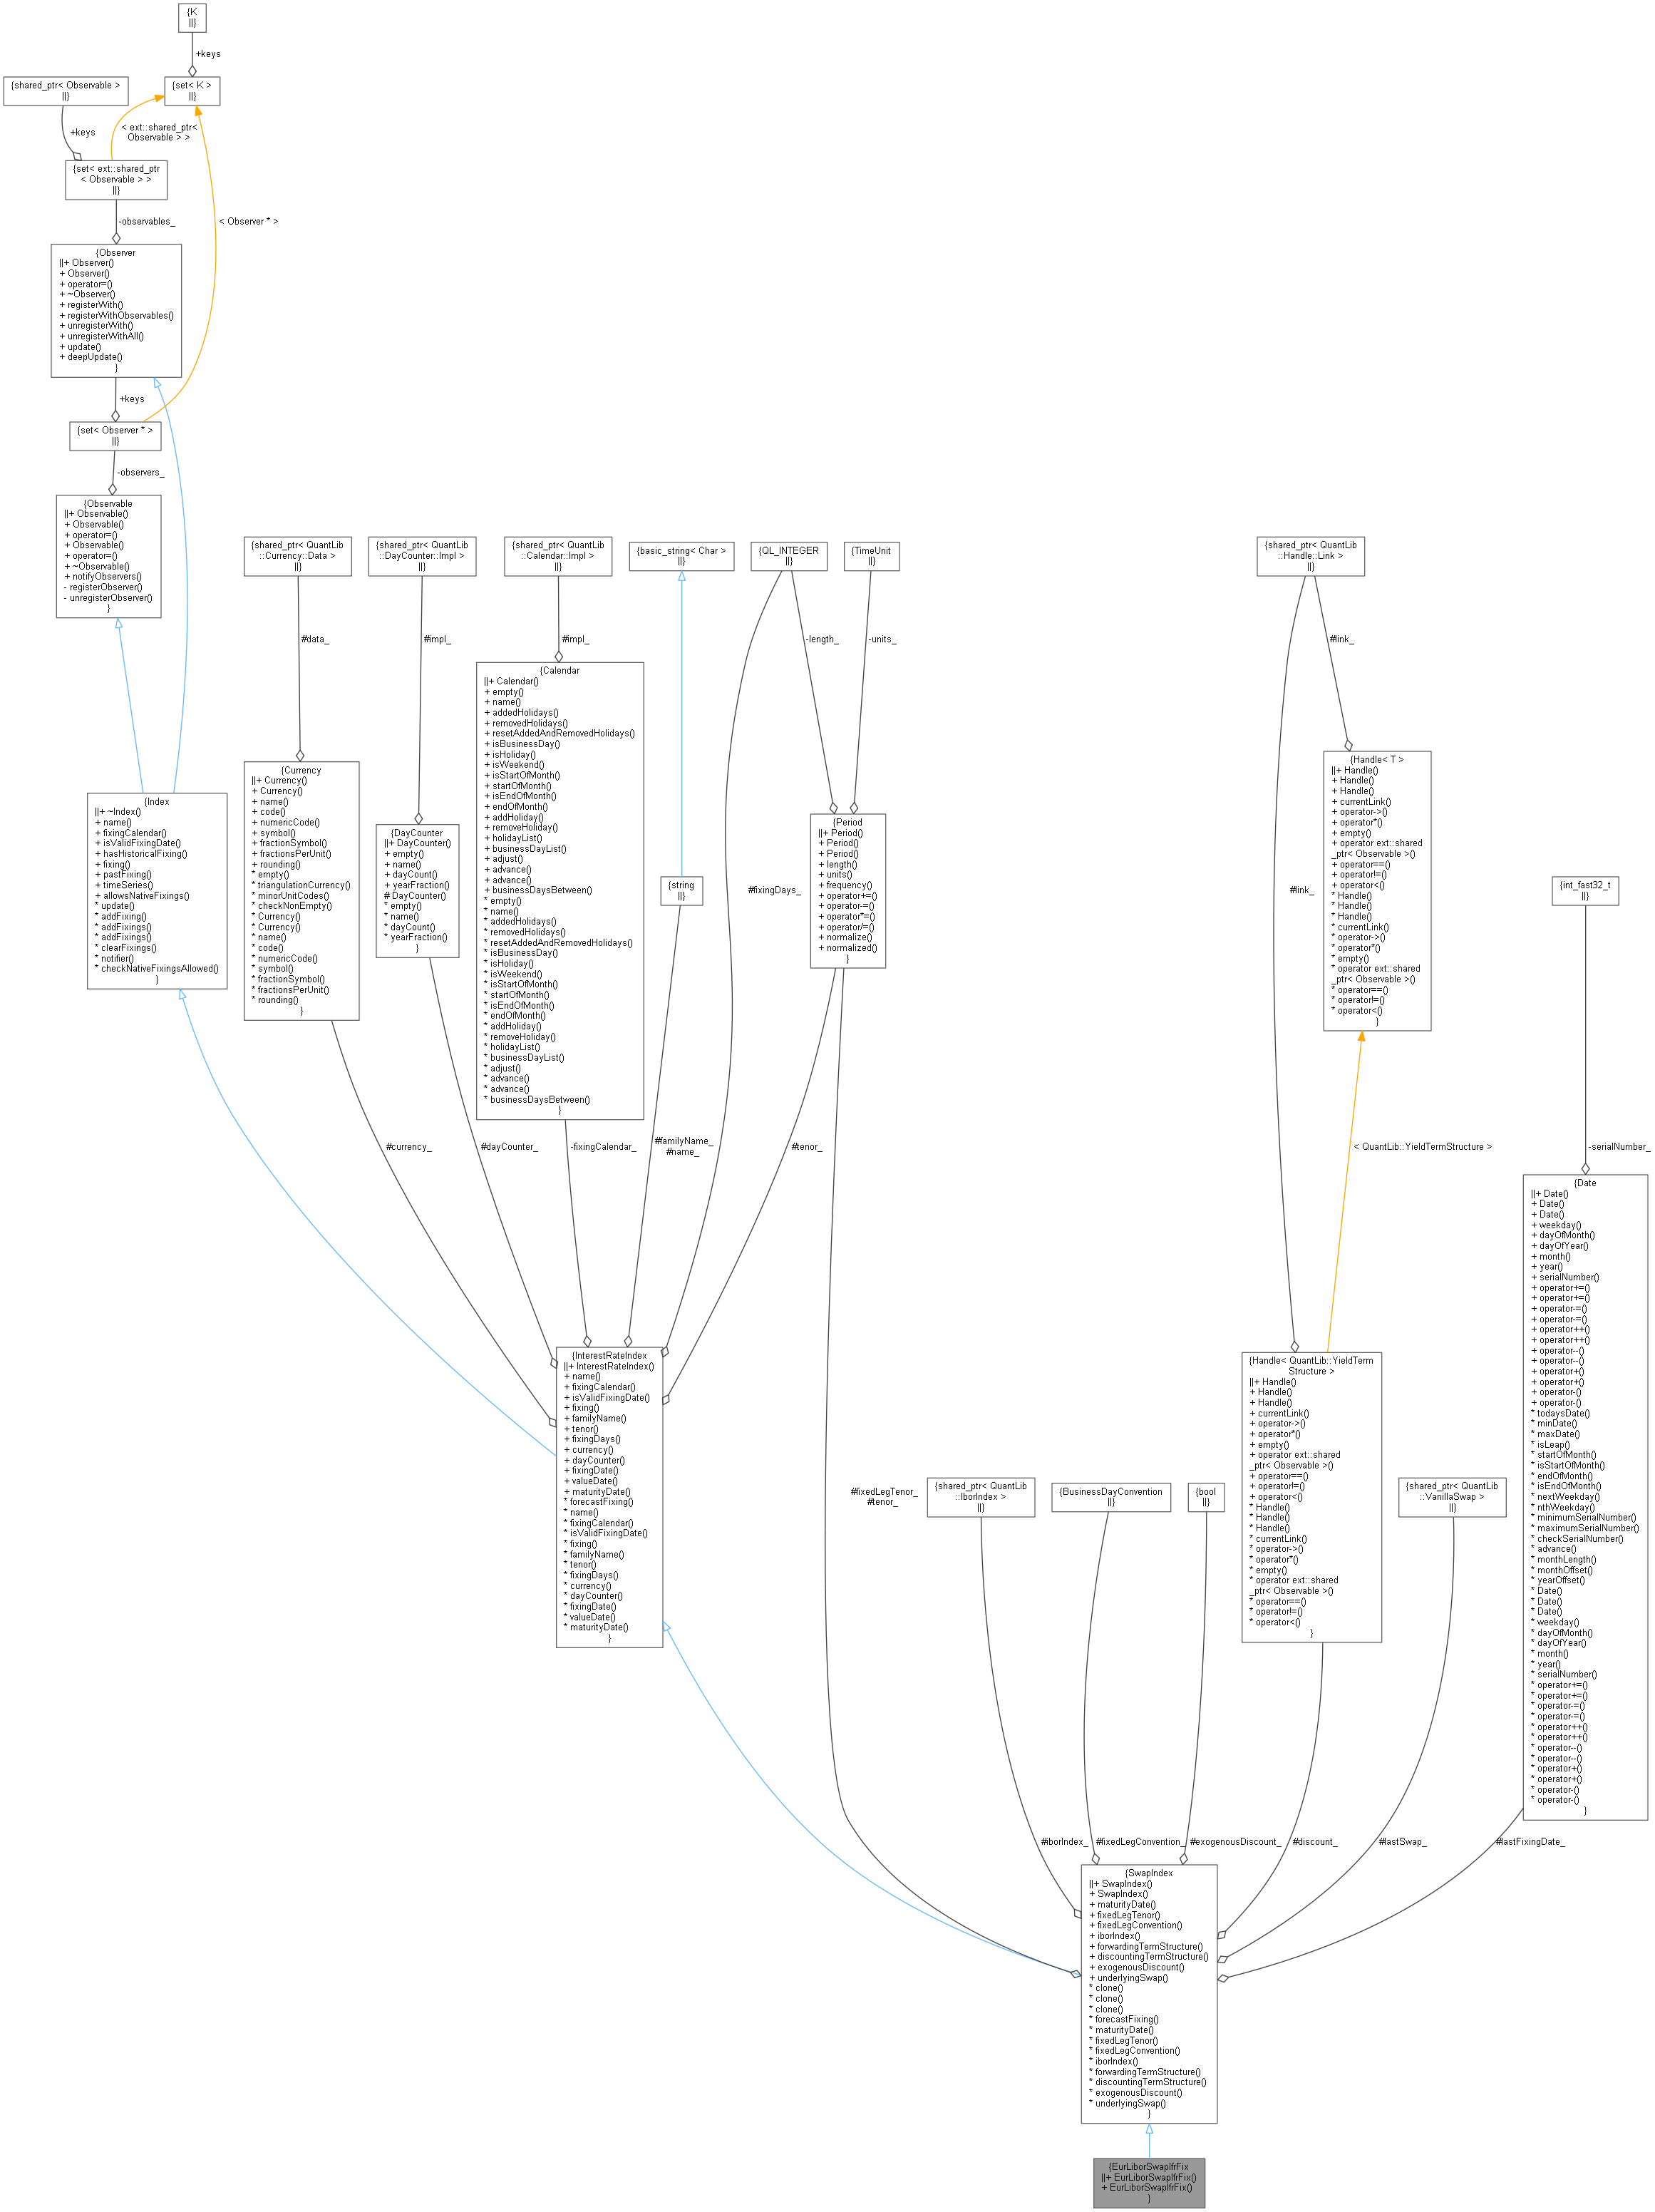 {K
||}
+keys
{shared_ptr< Observable >
||}
{set< K >
||}
+keys
< ext::shared_ptr<
Observable > >
{set< ext::shared_ptr
< Observable > >
||}
-observables_
< Observer * >
{Observer
||+ Observer()
+ Observer()
+ operator=()
+ ~Observer()
+ registerWith()
+ registerWithObservables()
+ unregisterWith()
+ unregisterWithAll()
+ update()
+ deepUpdate()
}
+keys
{set< Observer * >
||}
-observers_
{Observable
||+ Observable()
+ Observable()
+ operator=()
+ Observable()
+ operator=()
+ ~Observable()
+ notifyObservers()
- registerObserver()
- unregisterObserver()
}
{shared_ptr< QuantLib
::Currency::Data >
||}
{shared_ptr< QuantLib
::DayCounter::Impl >
||}
{shared_ptr< QuantLib
::Calendar::Impl >
||}
{basic_string< Char >
||}
{QL_INTEGER
||}
{TimeUnit
||}
{shared_ptr< QuantLib
::Handle::Link >
||}
#data_
#impl_
#impl_
-length_
-units_
#link_
{Calendar
||+ Calendar()
+ empty()
+ name()
+ addedHolidays()
+ removedHolidays()
+ resetAddedAndRemovedHolidays()
+ isBusinessDay()
+ isHoliday()
+ isWeekend()
+ isStartOfMonth()
+ startOfMonth()
+ isEndOfMonth()
+ endOfMonth()
+ addHoliday()
+ removeHoliday()
+ holidayList()
+ businessDayList()
+ adjust()
+ advance()
+ advance()
+ businessDaysBetween()
* empty()
* name()
* addedHolidays()
* removedHolidays()
* resetAddedAndRemovedHolidays()
* isBusinessDay()
* isHoliday()
* isWeekend()
* isStartOfMonth()
* startOfMonth()
* isEndOfMonth()
* endOfMonth()
* addHoliday()
* removeHoliday()
* holidayList()
* businessDayList()
* adjust()
* advance()
* advance()
* businessDaysBetween()
}
{Handle< T >
||+ Handle()
+ Handle()
+ Handle()
+ currentLink()
+ operator->()
+ operator*()
+ empty()
+ operator ext::shared
_ptr< Observable >()
+ operator==()
+ operator!=()
+ operator<()
* Handle()
* Handle()
* Handle()
* currentLink()
* operator->()
* operator*()
* empty()
* operator ext::shared
_ptr< Observable >()
* operator==()
* operator!=()
* operator<()
}
{Currency
||+ Currency()
+ Currency()
+ name()
+ code()
+ numericCode()
+ symbol()
+ fractionSymbol()
+ fractionsPerUnit()
+ rounding()
* empty()
* triangulationCurrency()
* minorUnitCodes()
* checkNonEmpty()
* Currency()
* Currency()
* name()
* code()
* numericCode()
* symbol()
* fractionSymbol()
* fractionsPerUnit()
* rounding()
}
{Index
||+ ~Index()
+ name()
+ fixingCalendar()
+ isValidFixingDate()
+ hasHistoricalFixing()
+ fixing()
+ pastFixing()
+ timeSeries()
+ allowsNativeFixings()
* update()
* addFixing()
* addFixings()
* addFixings()
* clearFixings()
* notifier()
* checkNativeFixingsAllowed()
}
{DayCounter
||+ DayCounter()
+ empty()
+ name()
+ dayCount()
+ yearFraction()
# DayCounter()
* empty()
* name()
* dayCount()
* yearFraction()
}
{Period
||+ Period()
+ Period()
+ Period()
+ length()
+ units()
+ frequency()
+ operator+=()
+ operator-=()
+ operator*=()
+ operator/=()
+ normalize()
+ normalized()
}
{string
||}
#fixingDays_
#link_
{int_fast32_t
||}
#currency_
#dayCounter_
-fixingCalendar_
#familyName_
#name_
#tenor_
< QuantLib::YieldTermStructure >
-serialNumber_
{Date
||+ Date()
+ Date()
+ Date()
+ weekday()
+ dayOfMonth()
+ dayOfYear()
+ month()
+ year()
+ serialNumber()
+ operator+=()
+ operator+=()
+ operator-=()
+ operator-=()
+ operator++()
+ operator++()
+ operator--()
+ operator--()
+ operator+()
+ operator+()
+ operator-()
+ operator-()
* todaysDate()
* minDate()
* maxDate()
* isLeap()
* startOfMonth()
* isStartOfMonth()
* endOfMonth()
* isEndOfMonth()
* nextWeekday()
* nthWeekday()
* minimumSerialNumber()
* maximumSerialNumber()
* checkSerialNumber()
* advance()
* monthLength()
* monthOffset()
* yearOffset()
* Date()
* Date()
* Date()
* weekday()
* dayOfMonth()
* dayOfYear()
* month()
* year()
* serialNumber()
* operator+=()
* operator+=()
* operator-=()
* operator-=()
* operator++()
* operator++()
* operator--()
* operator--()
* operator+()
* operator+()
* operator-()
* operator-()
}
{InterestRateIndex
||+ InterestRateIndex()
+ name()
+ fixingCalendar()
+ isValidFixingDate()
+ fixing()
+ familyName()
+ tenor()
+ fixingDays()
+ currency()
+ dayCounter()
+ fixingDate()
+ valueDate()
+ maturityDate()
* forecastFixing()
* name()
* fixingCalendar()
* isValidFixingDate()
* fixing()
* familyName()
* tenor()
* fixingDays()
* currency()
* dayCounter()
* fixingDate()
* valueDate()
* maturityDate()
}
{Handle< QuantLib::YieldTerm
Structure >
||+ Handle()
+ Handle()
+ Handle()
+ currentLink()
+ operator->()
+ operator*()
+ empty()
+ operator ext::shared
_ptr< Observable >()
+ operator==()
+ operator!=()
+ operator<()
* Handle()
* Handle()
* Handle()
* currentLink()
* operator->()
* operator*()
* empty()
* operator ext::shared
_ptr< Observable >()
* operator==()
* operator!=()
* operator<()
}
#fixedLegTenor_
#tenor_
{shared_ptr< QuantLib
::IborIndex >
||}
{BusinessDayConvention
||}
{bool
||}
{shared_ptr< QuantLib
::VanillaSwap >
||}
#iborIndex_
#fixedLegConvention_
#exogenousDiscount_
#discount_
#lastSwap_
#lastFixingDate_
{SwapIndex
||+ SwapIndex()
+ SwapIndex()
+ maturityDate()
+ fixedLegTenor()
+ fixedLegConvention()
+ iborIndex()
+ forwardingTermStructure()
+ discountingTermStructure()
+ exogenousDiscount()
+ underlyingSwap()
* clone()
* clone()
* clone()
* forecastFixing()
* maturityDate()
* fixedLegTenor()
* fixedLegConvention()
* iborIndex()
* forwardingTermStructure()
* discountingTermStructure()
* exogenousDiscount()
* underlyingSwap()
}
{EurLiborSwapIfrFix
||+ EurLiborSwapIfrFix()
+ EurLiborSwapIfrFix()
}